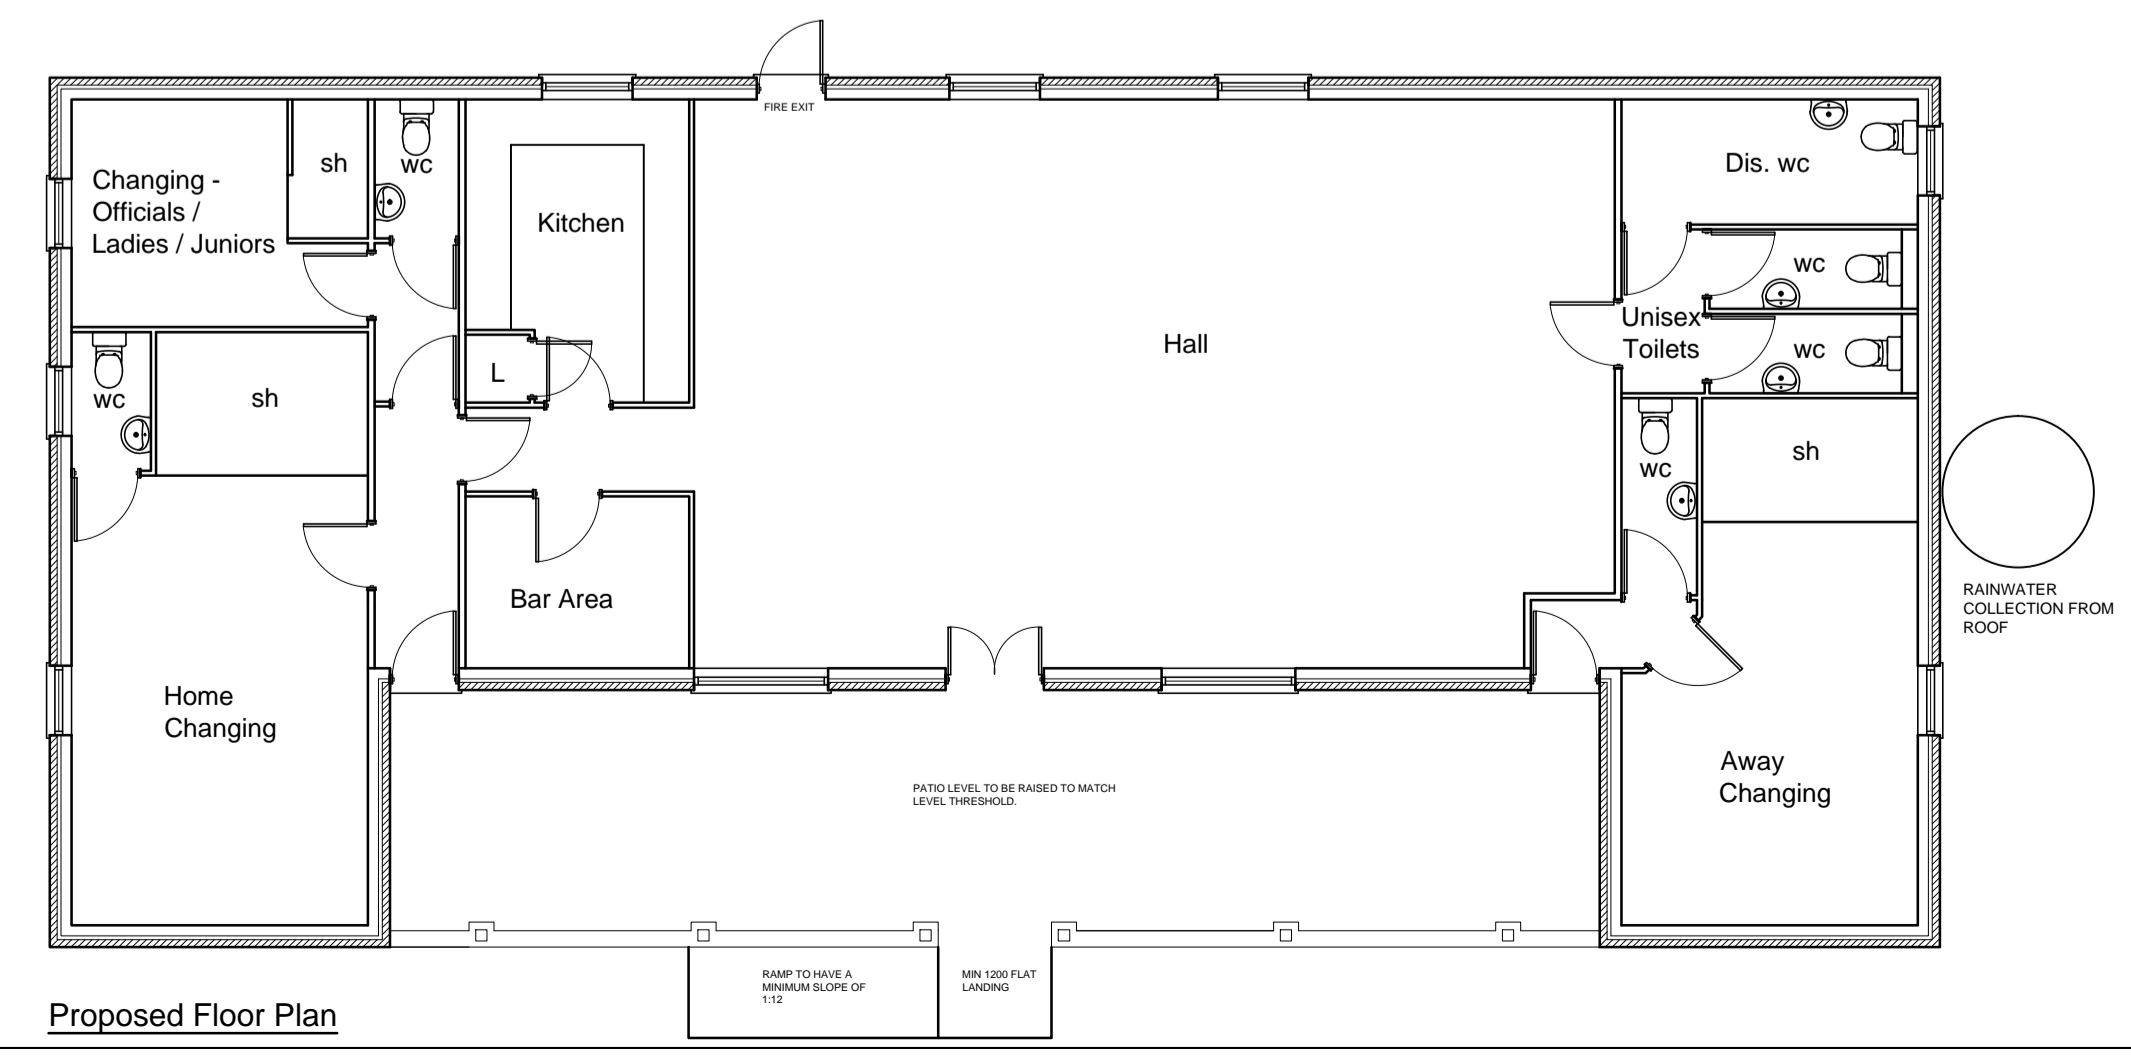 FIRE EXIT
sh
wc
Changing -
Officials /
Ladies / Juniors
Kitchen
Dis. wc
wc
Unisex
Toilets
wc
Hall
L
wc
sh
sh
wc
Bar Area
RAINWATER
COLLECTION FROM
ROOF
Home
Changing
Away
Changing
PATIO LEVEL TO BE RAISED TO MATCH
LEVEL THRESHOLD.
RAMP TO HAVE A
MINIMUM SLOPE OF
1:12
MIN 1200 FLAT
LANDING
Proposed Floor Plan